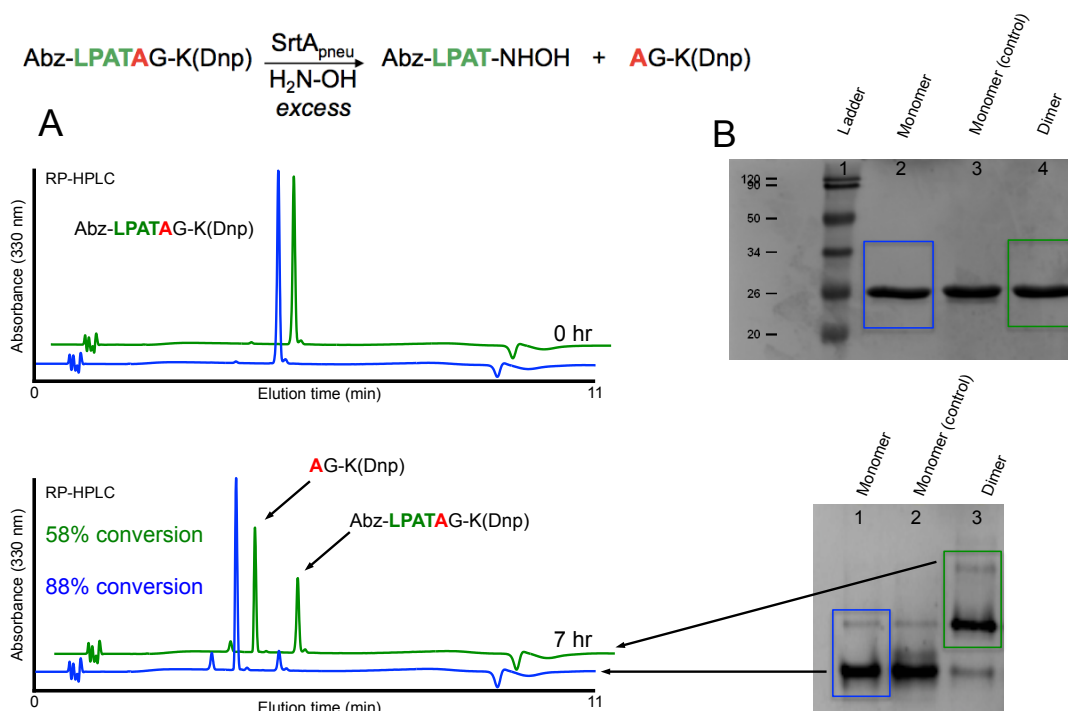 Abz-LPATAG-K(Dnp) SrtApneu Abz-LPAT-NHOH + AG-K(Dnp)
H2N-OH
excess
A
B
Ladder
Monomer
Monomer (control)
Dimer
RP-HPLC
Abz-LPATAG-K(Dnp)
Absorbance (330 nm)
0 hr
0
Elution time (min)
11
1 2 3 4
120
90
50
34
26
20
RP-HPLC
58% conversion
88% conversion
AG-K(Dnp)
Abz-LPATAG-K(Dnp)
Absorbance (330 nm)
7 hr
0
Elution time (min)
11
Monomer
Monomer (control)
Dimer
1 2 3